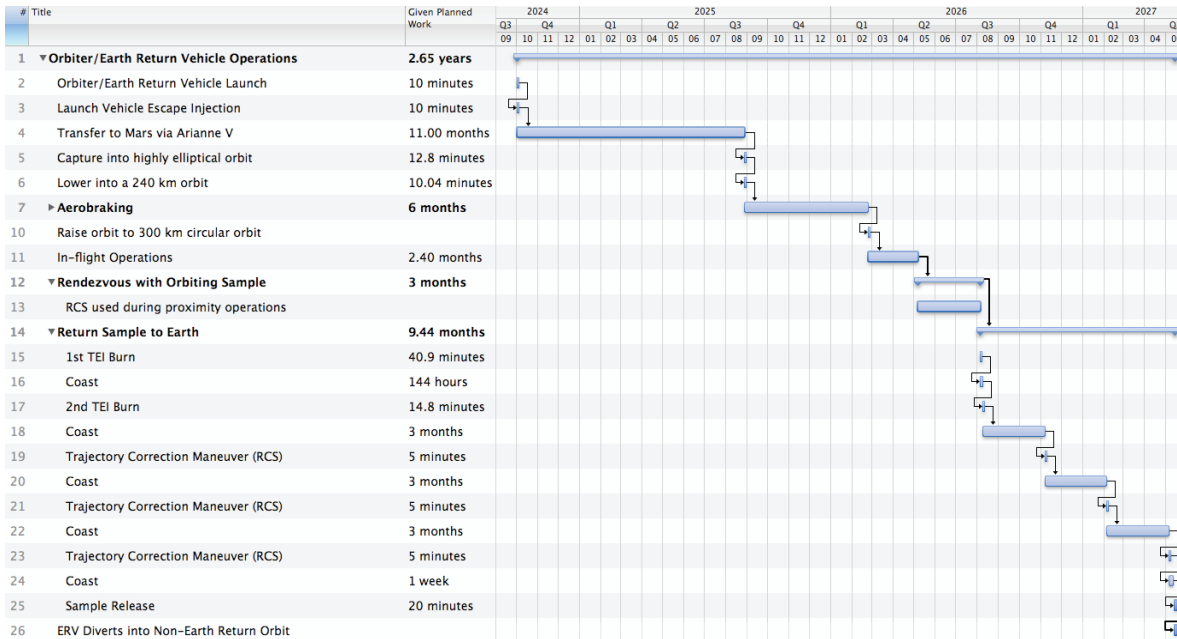 # Title Given Planned Work
2024 2025 2026 2027
Q3 Q4 Q1 Q2 Q3 Q4 Q1 Q2 Q3 Q4 Q1
09 10 11 12 01 02 03 04 05 06 07 08 09 10 11 12 01 02 03 04 05 06 07 08 09 10 11 12 01 02 03 04
1 Orbiter/Earth Return Vehicle Operations 2.65 years
2 Orbiter/Earth Return Vehicle Launch 10 minutes
3 Launch Vehicle Escape Injection 10 minutes
4 Transfer to Mars via Arianne V 11.00 months
5 Capture into highly elliptical orbit 12.8 minutes
6 Lower into a 240 km orbit 10.04 minutes
7 Aerobraking 6 months
10 Raise orbit to 300 km circular orbit
11 In-flight Operations 2.40 months
12 Rendezvous with Orbiting Sample 3 months
13 RCS used during proximity operations
14 Return Sample to Earth 9.44 months
15 1st TEI Burn 40.9 minutes
16 Coast 144 hours
17 2nd TEI Burn 14.8 minutes
18 Coast 3 months
19 Trajectory Correction Maneuver (RCS) 5 minutes
20 Coast 3 months
21 Trajectory Correction Maneuver (RCS) 5 minutes
22 Coast 3 months
23 Trajectory Correction Maneuver (RCS) 5 minutes
24 Coast 1 week
25 Sample Release 20 minutes
26 ERV Diverts into Non-Earth Return Orbit